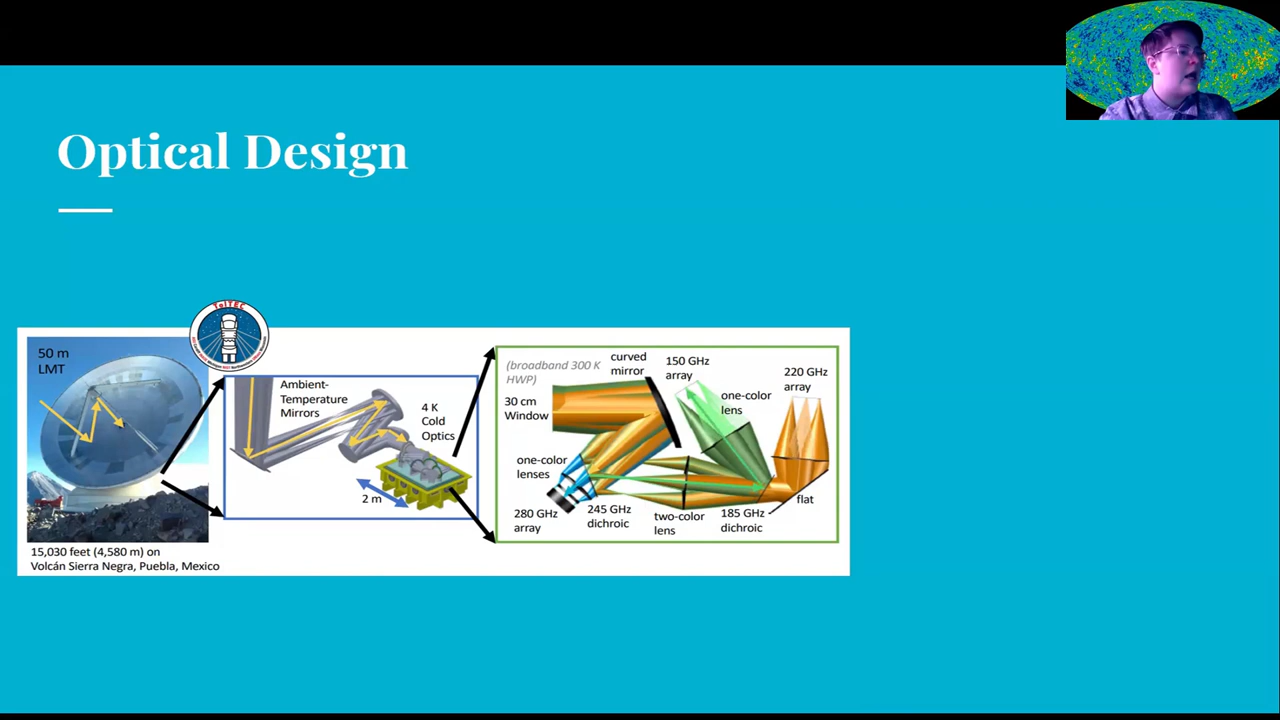 Optical Design
TolTEC
50 m
LMT
15,030 feet (4,580 m) on
Volcán Sierra Negra, Puebla, Mexico
Ambient-
Temperature
Mirrors
4 K
Cold
Optics
2 m
(broadband 300 K
HWP)
30 cm
Window
curved
mirror
150 GHz
array
one-color
lens
220 GHz
array
one-color
lenses
280 GHz
array
245 GHz
dichroic
two-color
lens
185 GHz
dichroic
flat